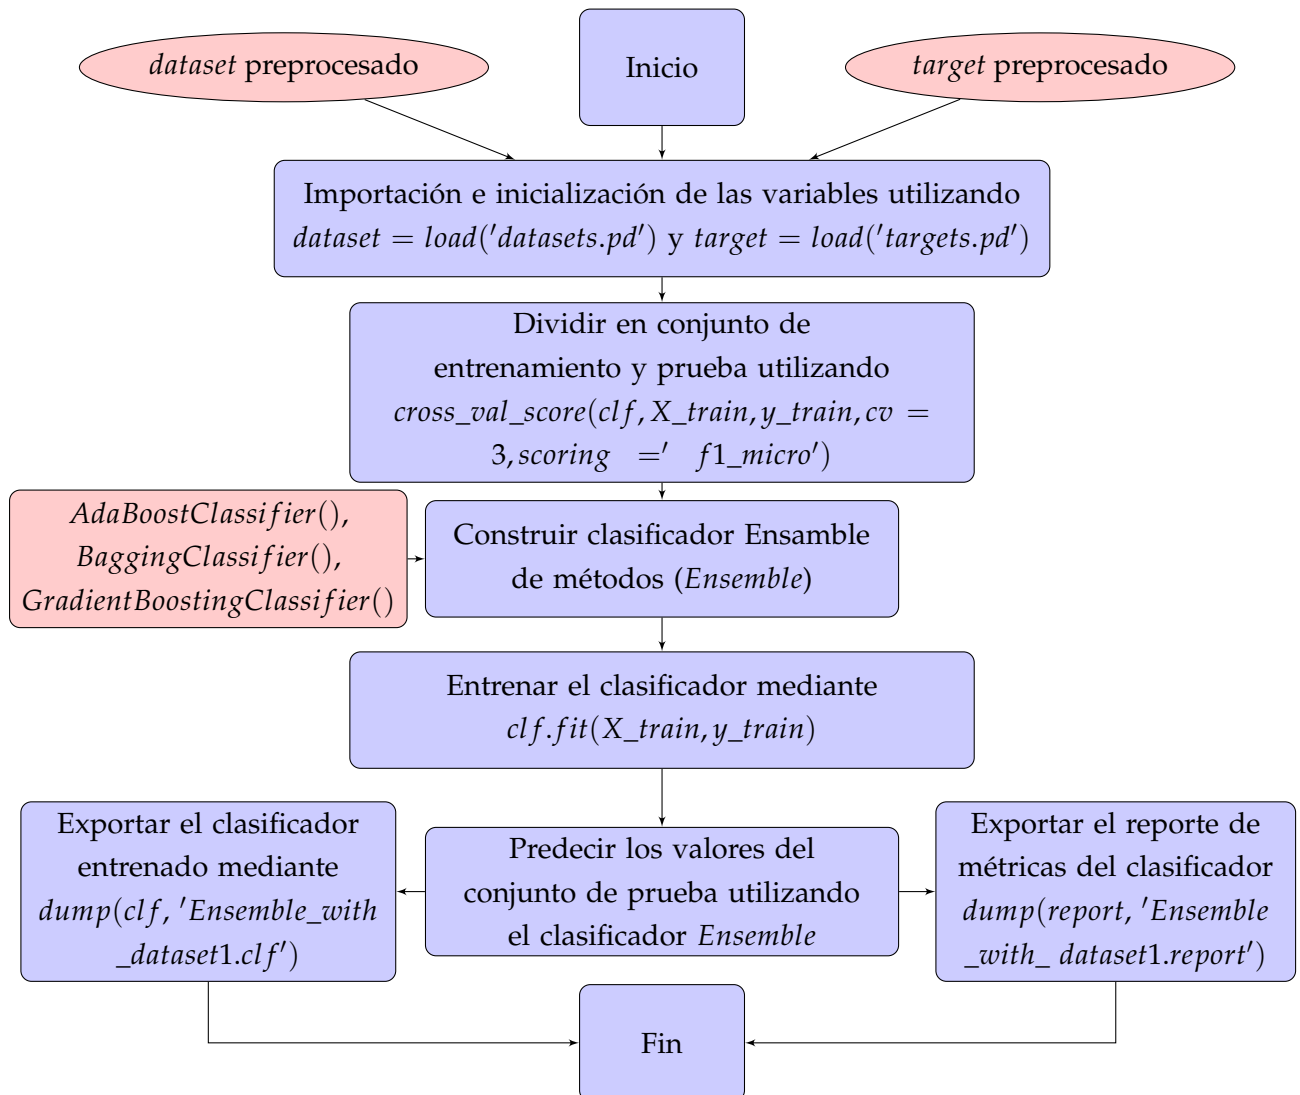 dataset preprocesado
Inicio
target preprocesado
Importación e inicialización de las variables utilizando
dataset = load('datasets.pd') y target = load('targets.pd')
Dividir en conjunto de
entrenamiento y prueba utilizando
cross_val_score(clf, X_train, y_train, cv =
3, scoring =' f1_micro')
AdaBoostClassifier(),
BaggingClassifier(),
GradientBoostingClassifier()
Construir clasificador Ensamble
de métodos (Ensemble)
Entrenar el clasificador mediante
clf.fit(X_train, y_train)
Exportar el clasificador
entrenado mediante
dump(clf, 'Ensemble_with
_dataset1.clf')
Predecir los valores del
conjunto de prueba utilizando
el clasificador Ensemble
Exportar el reporte de
métricas del clasificador
dump(report, 'Ensemble
_with_ dataset1.report')
Fin